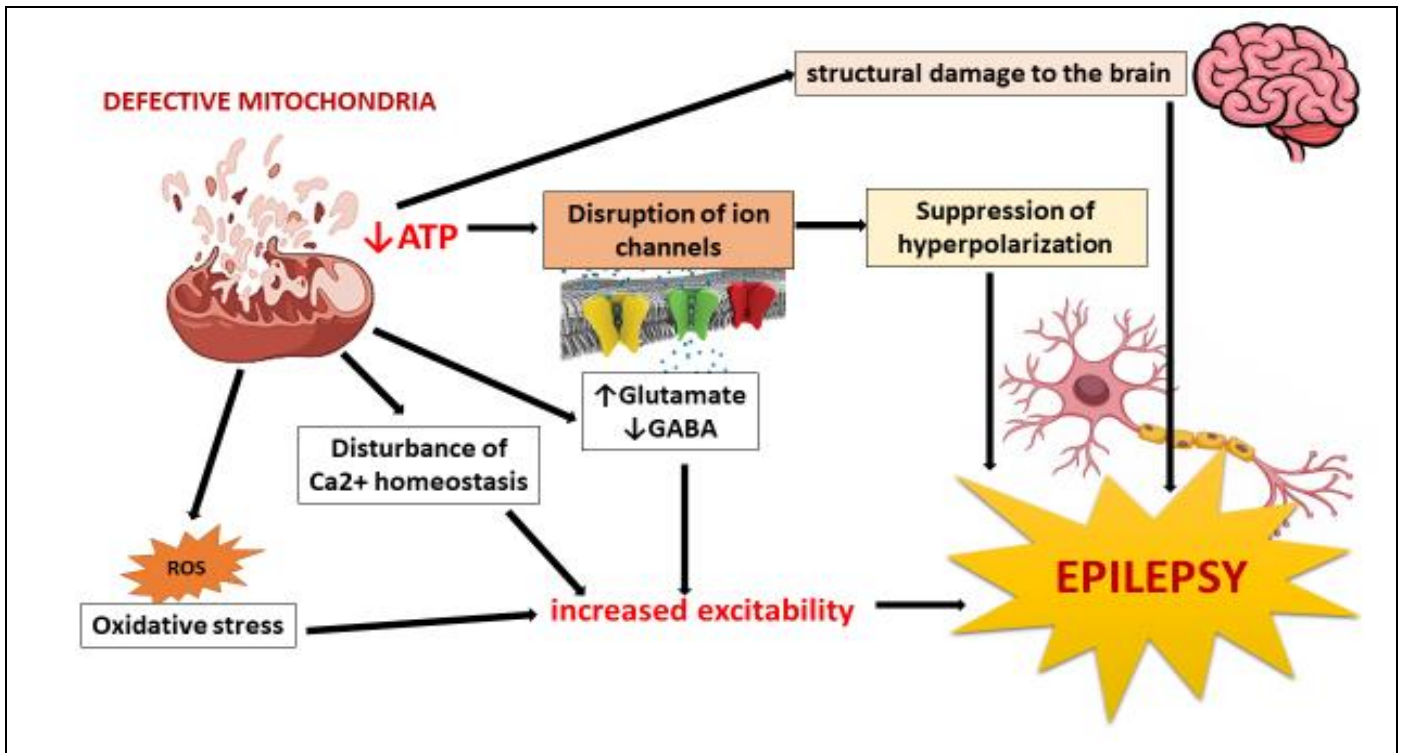 structural damage to the brain
DEFECTIVE MITOCHONDRIA
↓ATP
Disruption of ion
channels
Suppression of
hyperpolarization
↑Glutamate
↓GABA
Disturbance of
Ca2+ homeostasis
ROS
Oxidative stress
increased excitability
EPILEPSY